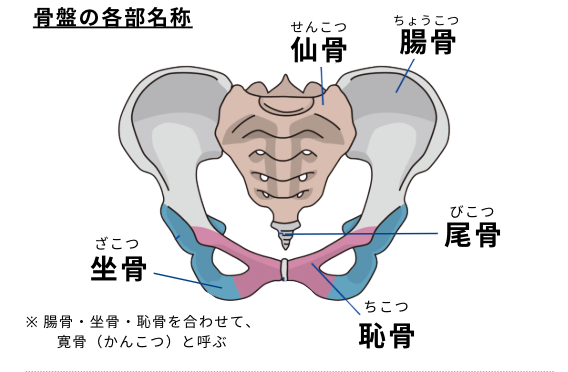 骨盤の各部名称
せんこつ
仙骨
ちょうこつ
腸骨
びこつ
尾骨
ざこつ
坐骨
ちこつ
恥骨
※ 腸骨・坐骨・恥骨を合わせて、
寛骨（かんこつ）と呼ぶ